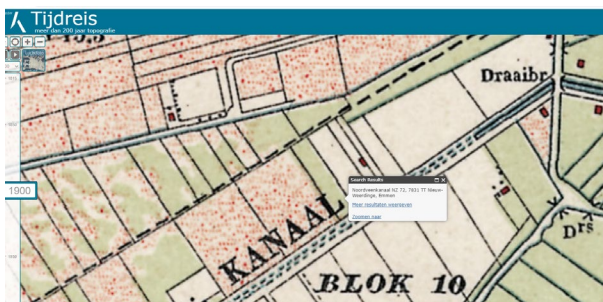 Tijdreis
meer dan 200 jaar topografie
1900
Draaibr
Search Results
Noordveenkanaal NZ 72, 7831 TT Nieuw-
Weerdinge, Emmen
Meer resultaten weergeven
Zoomen naar
KANAAL
Drs
BLOK 10